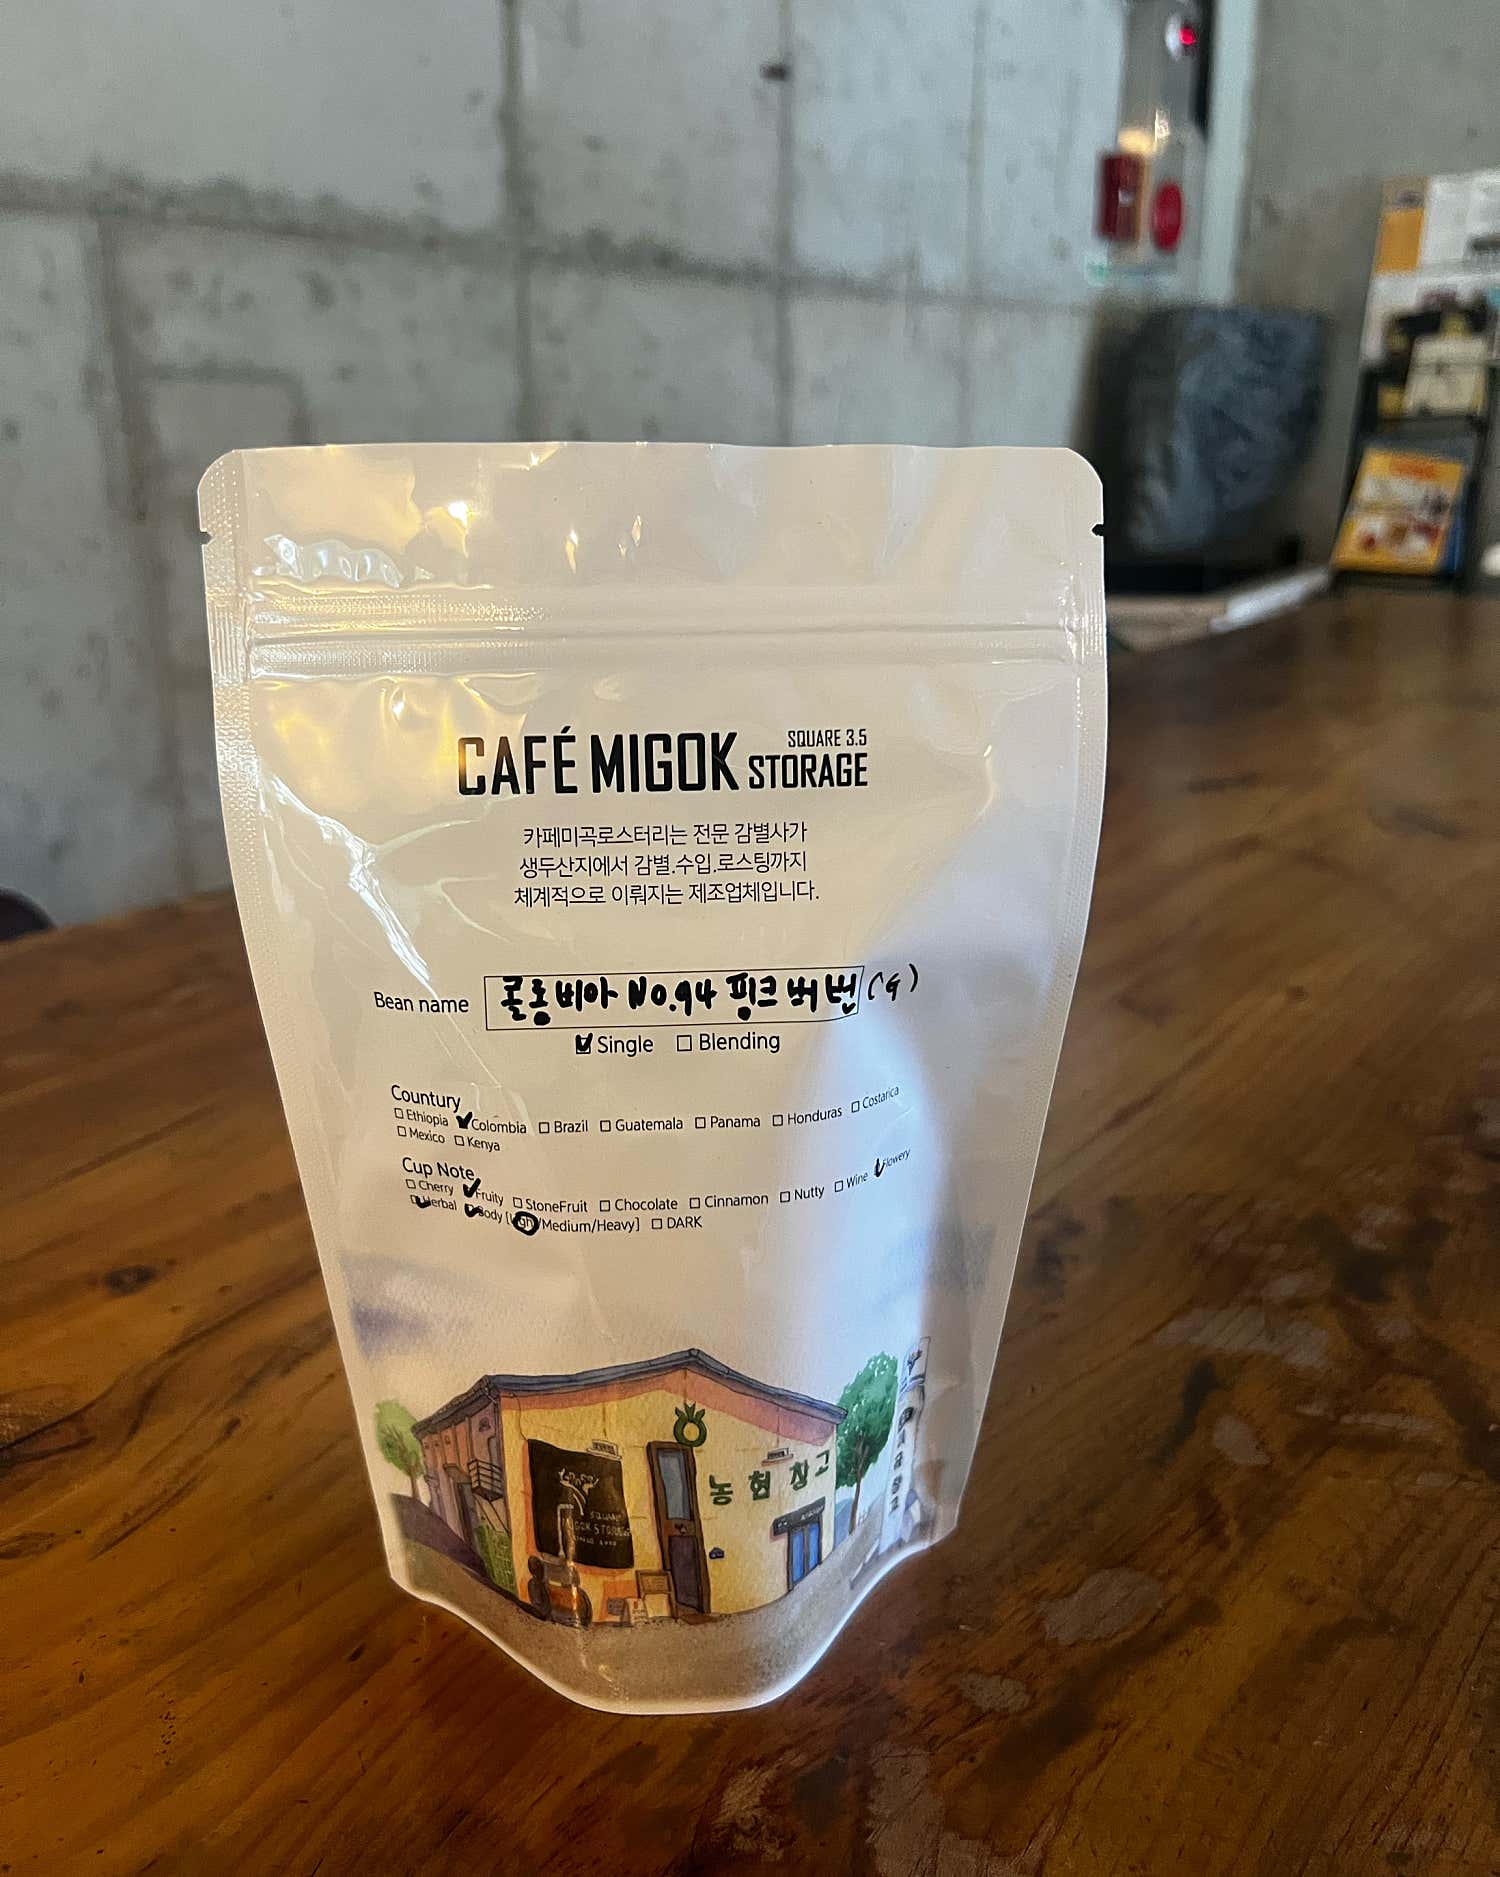 CAFÉ MIGOK SQUARE 3.5 STORAGE
카페미곡로스터리는 전문 감별사가
생두산지에서 감별.수입.로스팅까지
체계적으로 이뤄지는 제조업체입니다.
Bean name 콜롬비아 No.94 핑크 버번 (G)
Single Blending
Countury
Ethiopia Colombia Brazil Guatemala Panama Honduras Costarica
Mexico Kenya
Cup Note
Cherry Fruity StoneFruit Chocolate Cinnamon Nutty Wine Flowery
Herbal Body [Light/Medium/Heavy] DARK
농협창고
SQUARE
MIGOK STORAGE